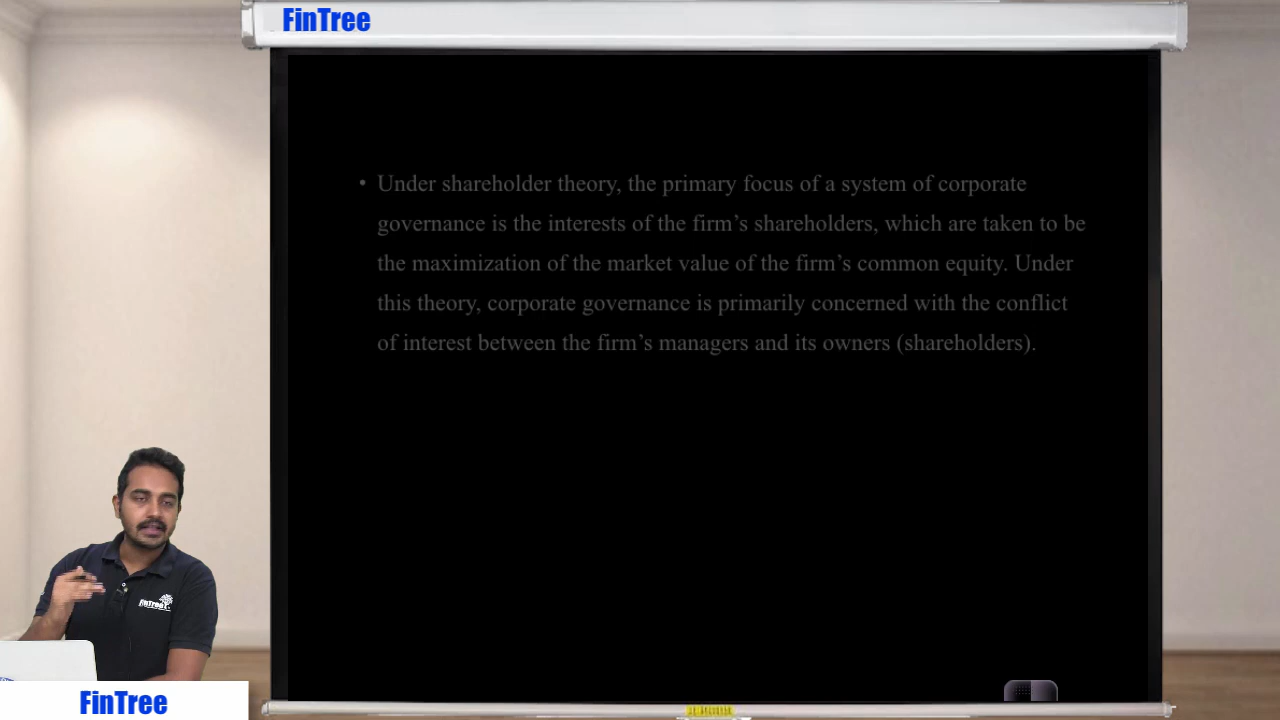 FinTree
• Under shareholder theory, the primary focus of a system of corporate
governance is the interests of the firm’s shareholders, which are taken to be
the maximization of the market value of the firm’s common equity. Under
this theory, corporate governance is primarily concerned with the conflict
of interest between the firm’s managers and its owners (shareholders).
FinTree
FinTree